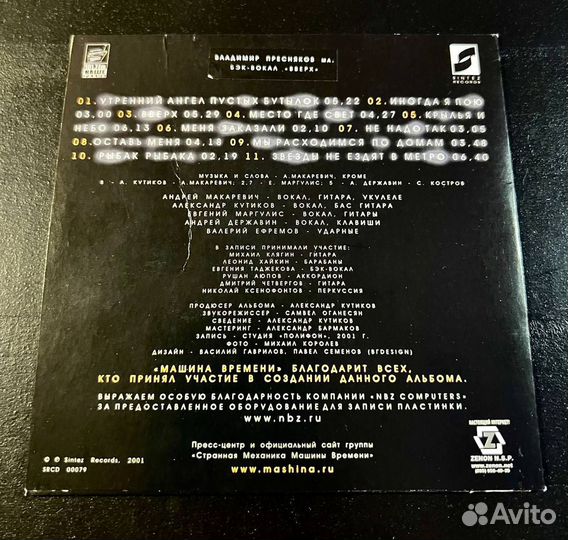 ВЛАДИМИР ПРЕСНЯКОВ МЛ.
БЭК-ВОКАЛ «ВВЕРХ»
SINTEZ
RECORDS
01. УТРЕННИЙ АНГЕЛ ПУСТЫХ БУТЫЛОК 05,22 02. ИНОГДА Я ПОЮ
03,00 03. ВВЕРХ 05,29 04. МЕСТО ГДЕ СВЕТ 04,27 05. КРЫЛЬЯ И
НЕБО 06,13 06. МЕНЯ ЗАКАЗАЛИ 02,10 07. НЕ НАДО ТАК 03,05
08. ОСТАВЬ МЕНЯ 04,18 09. МЫ РАСХОДИМСЯ ПО ДОМАМ 03,48
10. РЫБАК РЫБАКА 02,19 11. ЗВЕЗДЫ НЕ ЕЗДЯТ В МЕТРО 06,40
МУЗЫКА И СЛОВА - А.МАКАРЕВИЧ, КРОМЕ
- А. КУТИКОВ - А.МАКАРЕВИЧ; 2,7 - Е. МАРГУЛИС; 5 - А. ДЕРЖАВИН - С. КОСТРОВ
АНДРЕЙ МАКАРЕВИЧ - ВОКАЛ, ГИТАРА, УКУЛЕЛЕ
АЛЕКСАНДР КУТИКОВ - ВОКАЛ, БАС ГИТАРА
ЕВГЕНИЙ МАРГУЛИС - ВОКАЛ, ГИТАРЫ
АНДРЕЙ ДЕРЖАВИН - ВОКАЛ, КЛАВИШИ
ВАЛЕРИЙ ЕФРЕМОВ - УДАРНЫЕ
В ЗАПИСИ ПРИНИМАЛИ УЧАСТИЕ:
МИХАИЛ КЛЯГИН - ГИТАРА
ЛЕОНИД ХАЙКИН - БАРАБАНЫ
ЕВГЕНИЯ ТАДЖЕКОВА - БЭК-ВОКАЛ
РУШАН АЮПОВ - АККОРДИОН
ДМИТРИЙ ЧЕТВЕРГОВ - ГИТАРА
НИКОЛАЙ КСЕНОФОНТОВ - ПЕРКУССИЯ
ПРОДЮСЕР АЛЬБОМА - АЛЕКСАНДР КУТИКОВ
ЗВУКОРЕЖИССЕР - САМВЕЛ ОГАНЕСЯН
СВЕДЕНИЕ - АЛЕКСАНДР КУТИКОВ
МАСТЕРИНГ - АЛЕКСАНДР БАРМАКОВ
ЗАПИСЬ - СТУДИЯ «ПОЛИФОН», 2001 Г.
ФОТО - МИХАИЛ КОРОЛЕВ
ДИЗАЙН - ВАСИЛИЙ ГАВРИЛОВ, ПАВЕЛ СЕМЕНОВ (BFDESIGN)
«МАШИНА ВРЕМЕНИ» БЛАГОДАРИТ ВСЕХ,
КТО ПРИНЯЛ УЧАСТИЕ В СОЗДАНИИ ДАННОГО АЛЬБОМА.
ВЫРАЖАЕМ ОСОБУЮ БЛАГОДАРНОСТЬ КОМПАНИИ «NBZ COMPUTERS»
ЗА ПРЕДОСТАВЛЕННОЕ ОБОРУДОВАНИЕ ДЛЯ ЗАПИСИ ПЛАСТИНКИ.
www.nbz.ru
Пресс-центр и официальный сайт группы
«Странная Механика Машины Времени»
www.mashina.ru
© ℗ Sintez Records, 2001
SRCD 00079
НАСТОЯЩИЙ ИНТЕРНЕТ
ZENON N.S.P.
www.zenon.net
Avito